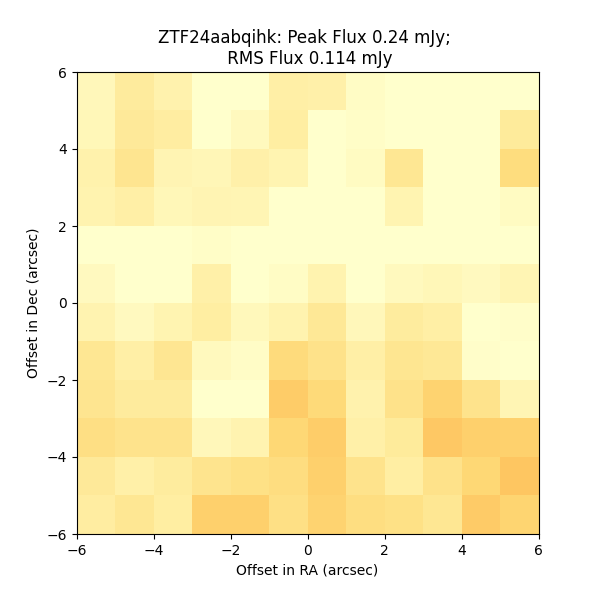 ZTF24aabqihk: Peak Flux 0.24 mJy;
RMS Flux 0.114 mJy
6
4
2
0
−2
−4
−6
Offset in Dec (arcsec)
−6 −4 −2 0 2 4 6
Offset in RA (arcsec)